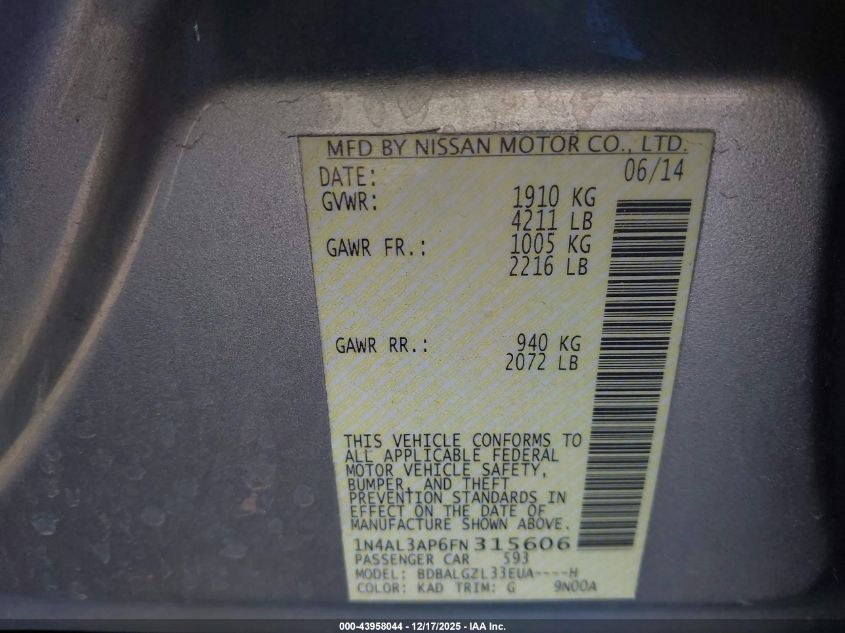 MFD BY NISSAN MOTOR CO., LTD.
DATE: 06/14
GVWR: 1910 KG
4211 LB
GAWR FR.: 1005 KG
2216 LB
GAWR RR.: 940 KG
2072 LB
THIS VEHICLE CONFORMS TO
ALL APPLICABLE FEDERAL
MOTOR VEHICLE SAFETY,
BUMPER, AND THEFT
PREVENTION STANDARDS IN
EFFECT ON THE DATE OF
MANUFACTURE SHOWN ABOVE.
1N4AL3AP6FN315606
PASSENGER CAR 593
MODEL: BDBALGZL33EUA----H
COLOR: KAD TRIM: G 9N00A
000-43958044 - 12/17/2025 - IAA Inc.